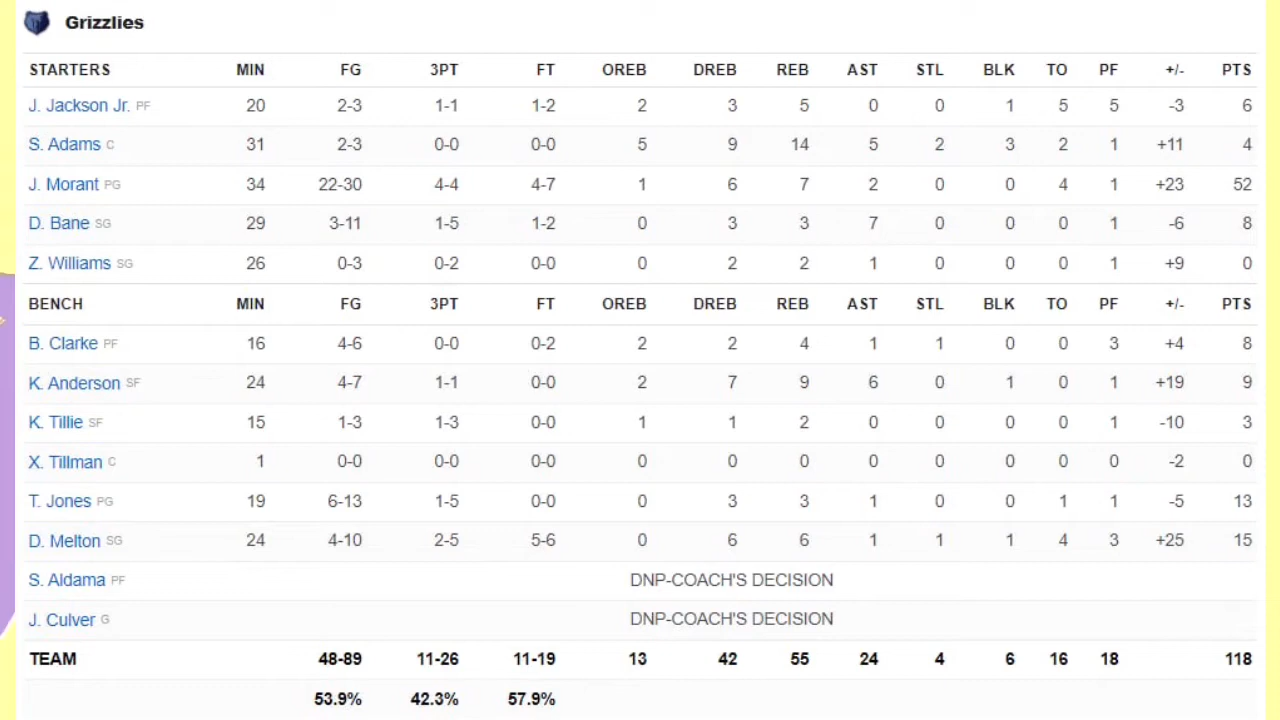 Grizzlies
STARTERS MIN FG 3PT FT OREB DREB REB AST STL BLK TO PF +/- PTS
J. Jackson Jr. PF 20 2-3 1-1 1-2 2 3 5 0 0 1 5 5 -3 6
S. Adams C 31 2-3 0-0 0-0 5 9 14 5 2 3 2 1 +11 4
J. Morant PG 34 22-30 4-4 4-7 1 6 7 2 0 0 4 1 +23 52
D. Bane SG 29 3-11 1-5 1-2 0 3 3 7 0 0 0 1 -6 8
Z. Williams SG 26 0-3 0-2 0-0 0 2 2 1 0 0 0 1 +9 0
BENCH MIN FG 3PT FT OREB DREB REB AST STL BLK TO PF +/- PTS
B. Clarke PF 16 4-6 0-0 0-2 2 2 4 1 1 0 0 3 +4 8
K. Anderson SF 24 4-7 1-1 0-0 2 7 9 6 0 1 0 1 +19 9
K. Tillie SF 15 1-3 1-3 0-0 1 1 2 0 0 0 0 1 -10 3
X. Tillman C 1 0-0 0-0 0-0 0 0 0 0 0 0 0 0 -2 0
T. Jones PG 19 6-13 1-5 0-0 0 3 3 1 0 0 1 1 -5 13
D. Melton SG 24 4-10 2-5 5-6 0 6 6 1 1 1 4 3 +25 15
S. Aldama PF DNP-COACH'S DECISION
J. Culver G DNP-COACH'S DECISION
TEAM 48-89 11-26 11-19 13 42 55 24 4 6 16 18 118
53.9% 42.3% 57.9%